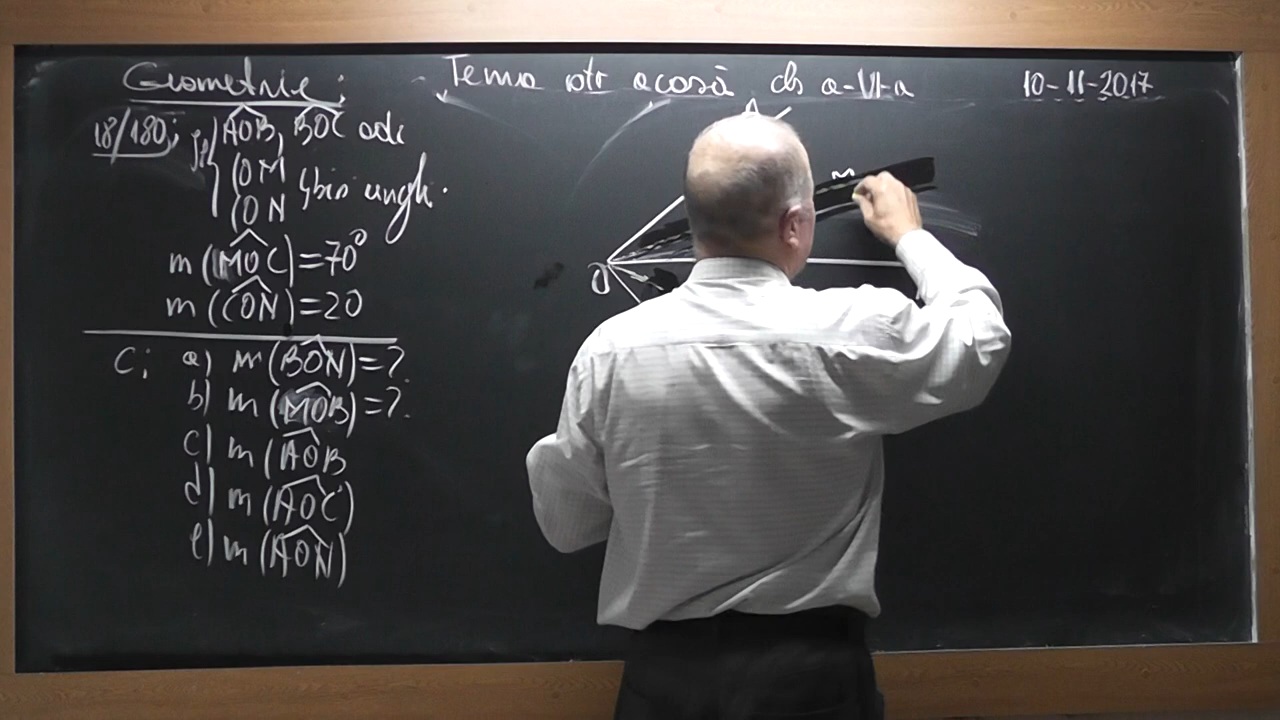 Geometrie; Tema ptr acasă cls a-VI-a 10-11-2017
18/180; AOB, BOC adi
(OM
(ON bis ungh.
m(MOC)=70°
m(CON)=20
C; a) m(BON)=?
b) m(MOB)=?
c) m(AOB
d) m(AOC)
e) m(AON)
A
M
O